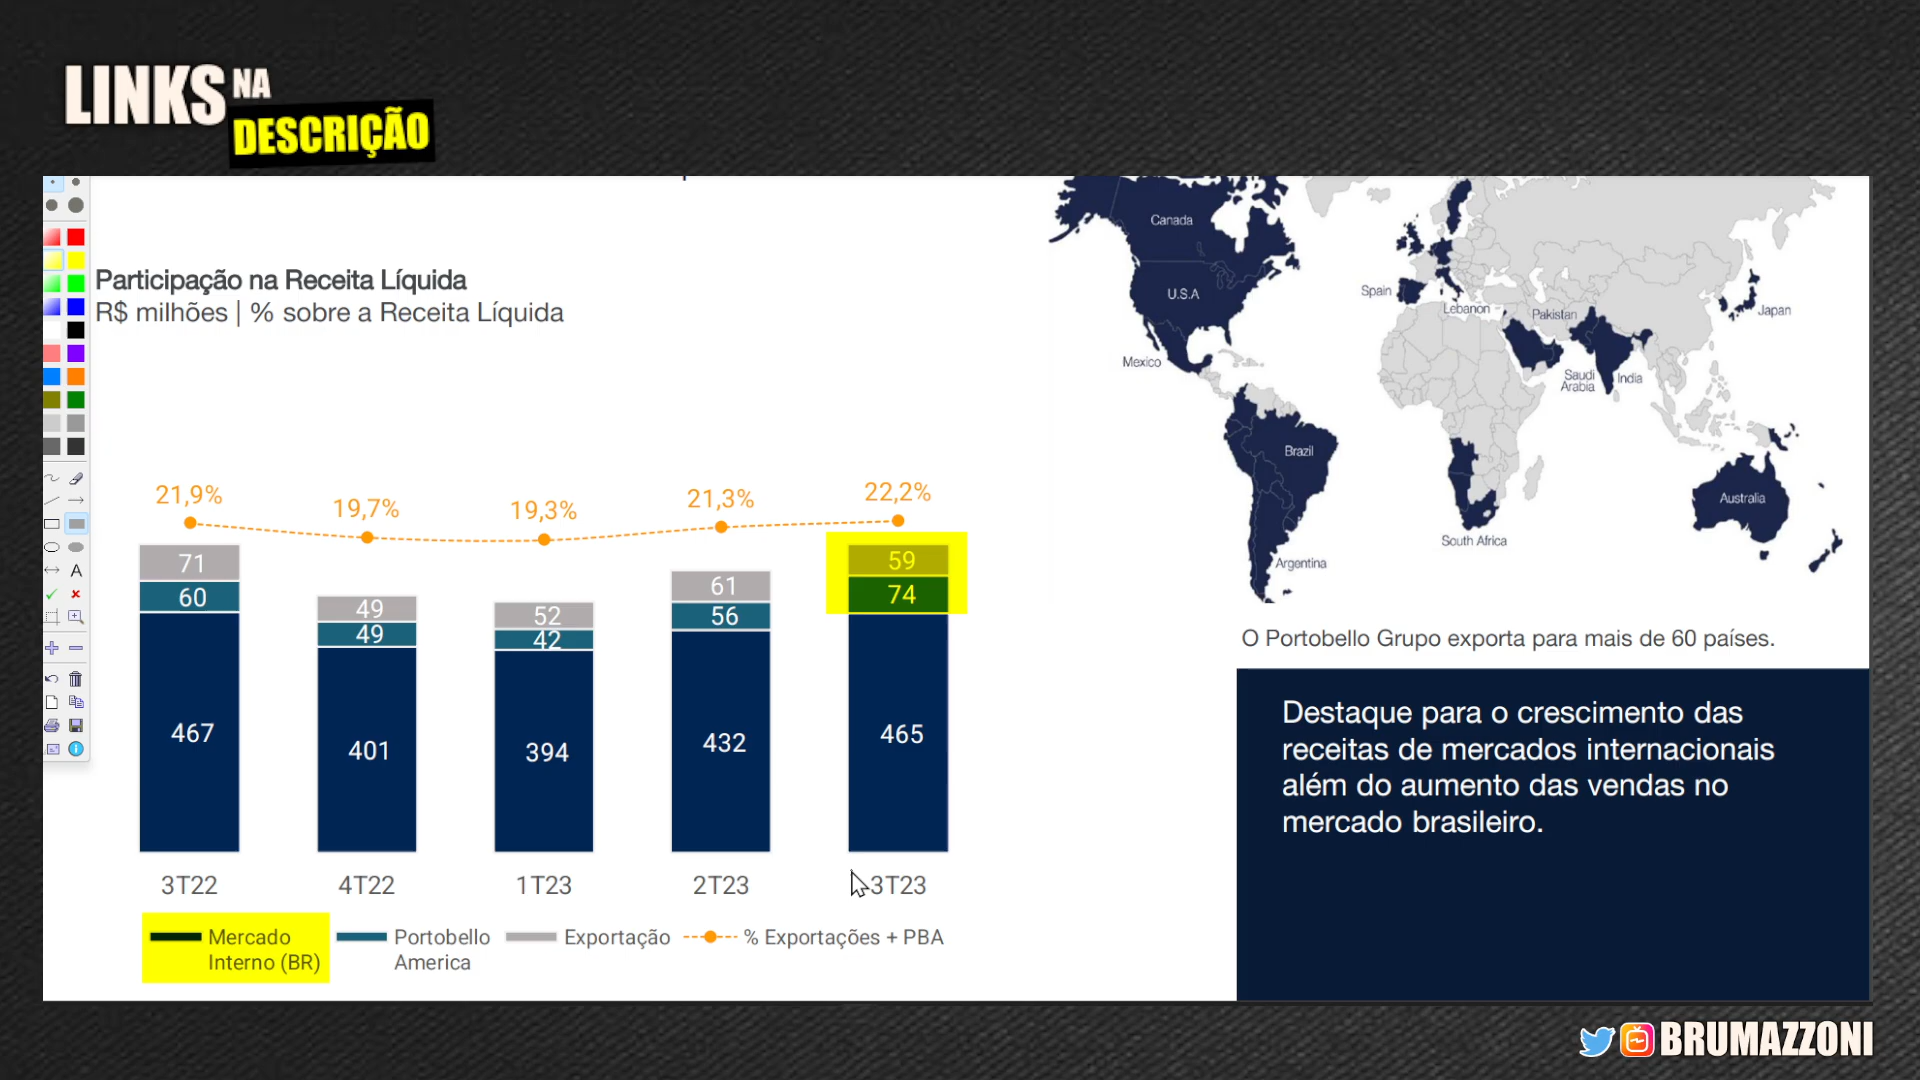 LINKS NA
DESCRIÇÃO
Participação na Receita Líquida
R$ milhões | % sobre a Receita Líquida
21,9%
19,7%
19,3%
21,3%
22,2%
71
60
467
49
49
401
52
42
394
61
56
432
59
74
465
3T22
4T22
1T23
2T23
3T23
Mercado
Interno (BR)
Portobello
America
Exportação
% Exportações + PBA
Canada
U.S.A
Mexico
Brazil
Argentina
Spain
Lebanon
Pakistan
Saudi
Arabia
India
Japan
South Africa
Australia
O Portobello Grupo exporta para mais de 60 países.
Destaque para o crescimento das
receitas de mercados internacionais
além do aumento das vendas no
mercado brasileiro.
A
BRUMAZZONI